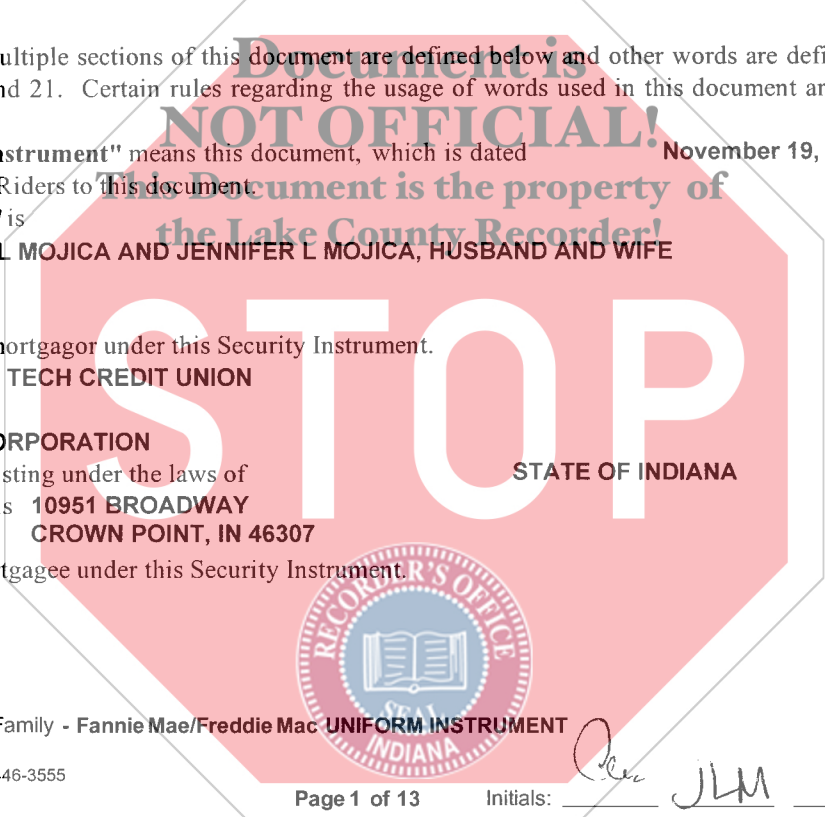 ultiple sections of this document are defined below and other words are defi
nd 21. Certain rules regarding the usage of words used in this document ar
Document is
NOT OFFICIAL!
This Document is the property of
the Lake County Recorder!
nstrument" means this document, which is dated November 19,
Riders to this document.
" is
L MOJICA AND JENNIFER L MOJICA, HUSBAND AND WIFE
STOP
nortgagor under this Security Instrument.
TECH CREDIT UNION
ORPORATION
sting under the laws of STATE OF INDIANA
s 10951 BROADWAY
CROWN POINT, IN 46307
tgagee under this Security Instrument.
RECORDER'S OFFICE
SEAL
INDIANA
Family - Fannie Mae/Freddie Mac UNIFORM INSTRUMENT
46-3555
Page 1 of 13 Initials: JLM